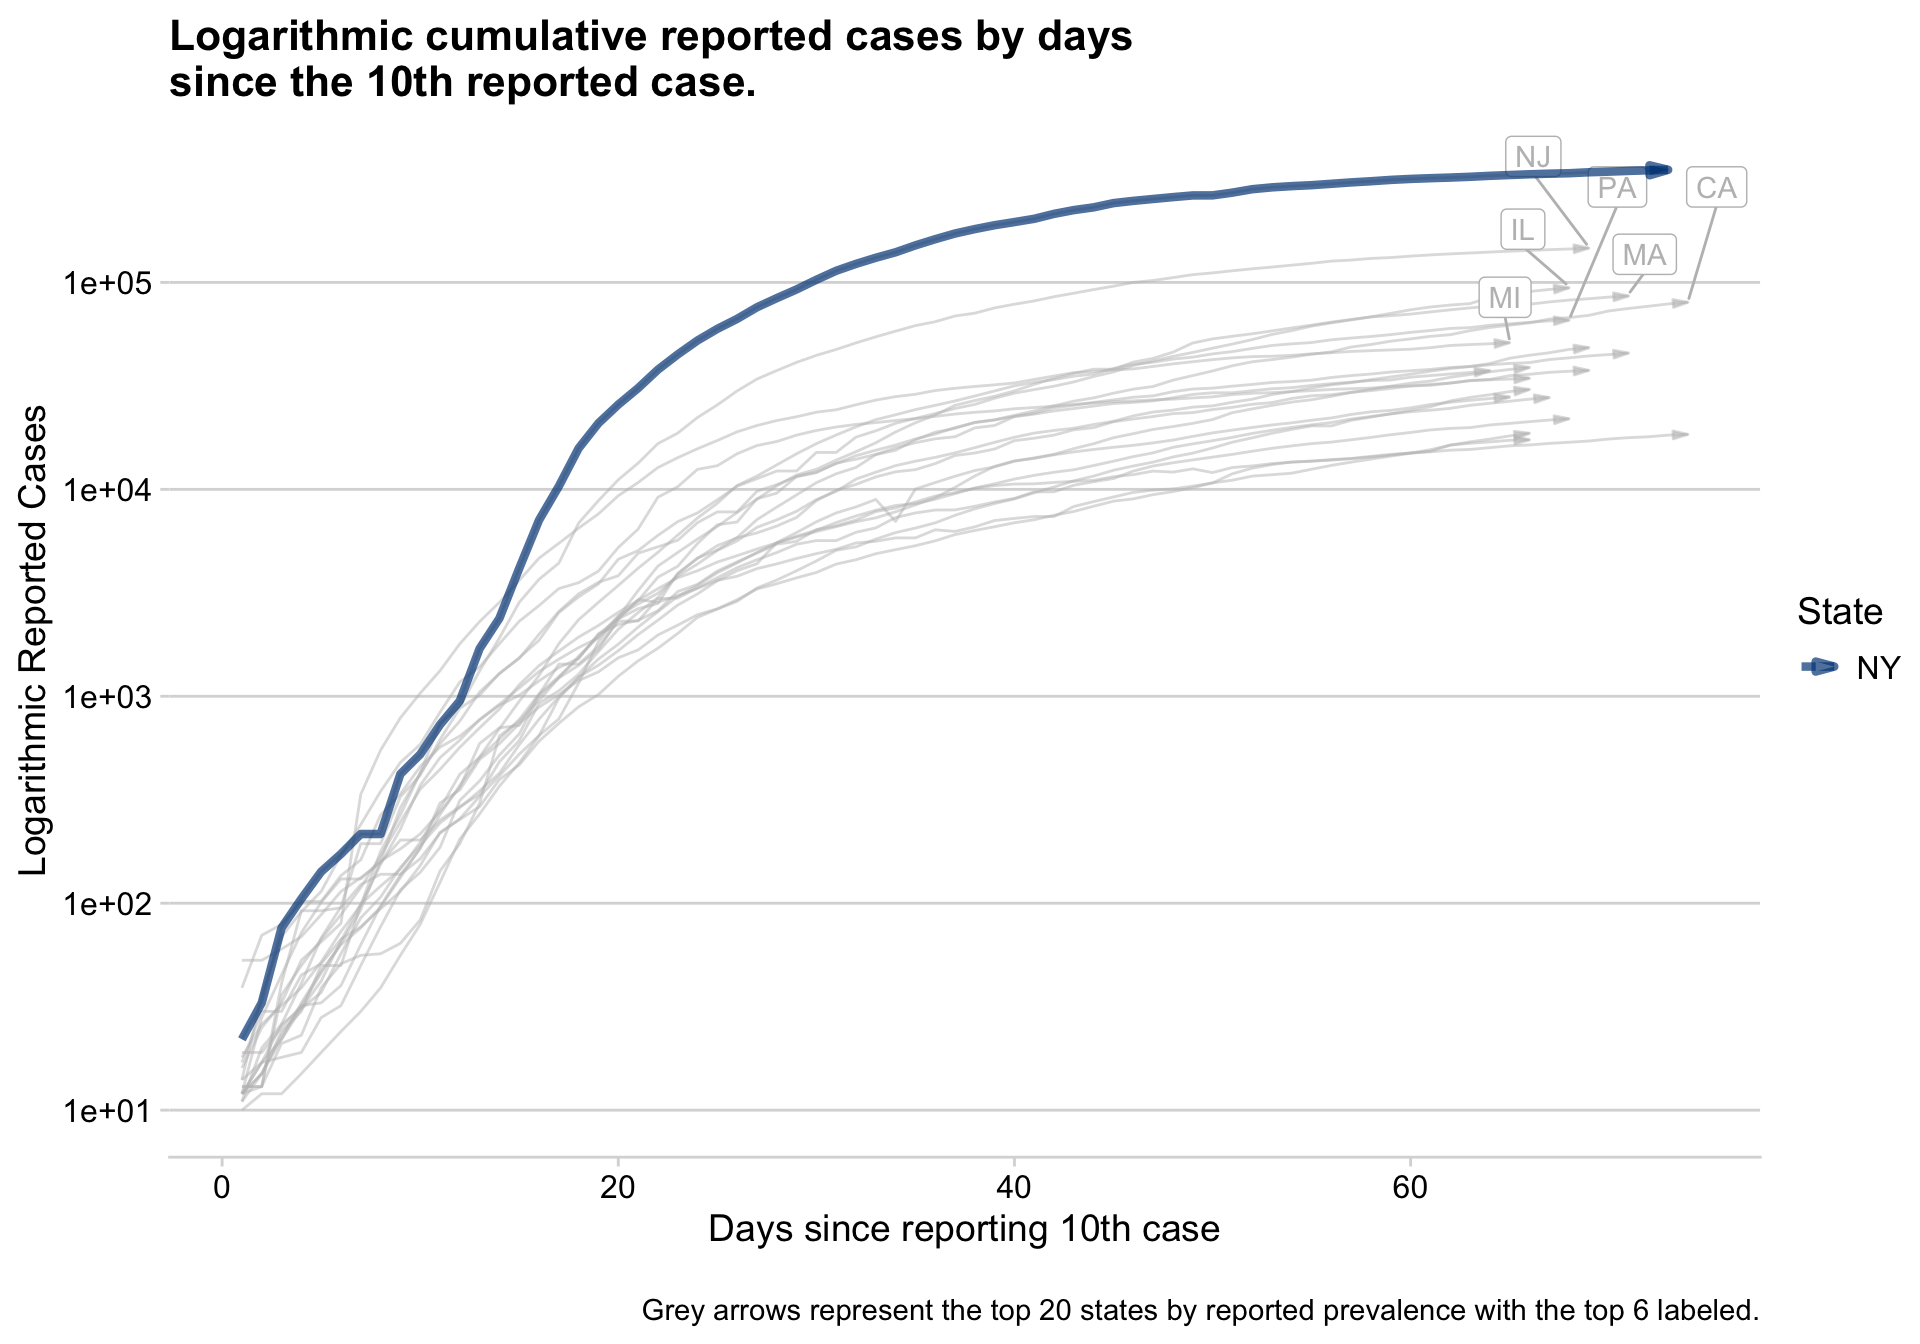 Logarithmic cumulative reported cases by days
since the 10th reported case.
NJ
PA
CA
IL
MA
MI
1e+05
1e+04
1e+03
1e+02
1e+01
Logarithmic Reported Cases
State
NY
0
20
40
60
Days since reporting 10th case
Grey arrows represent the top 20 states by reported prevalence with the top 6 labeled.